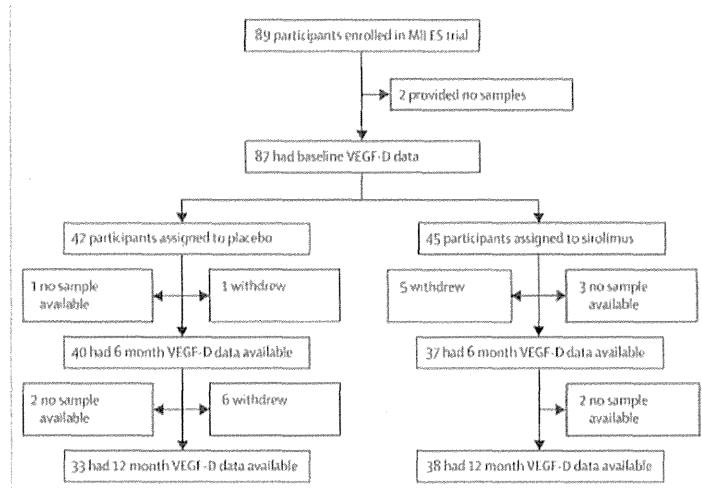 89 participants enrolled in MILES trial
2 provided no samples
87 had baseline VEGF-D data
42 participants assigned to placebo
45 participants assigned to sirolimus
1 no sample
available
1 withdrew
5 withdrew
3 no sample
available
40 had 6 month VEGF-D data available
37 had 6 month VEGF-D data available
2 no sample
available
6 withdrew
2 no sample
available
33 had 12 month VEGF-D data available
38 had 12 month VEGF-D data available